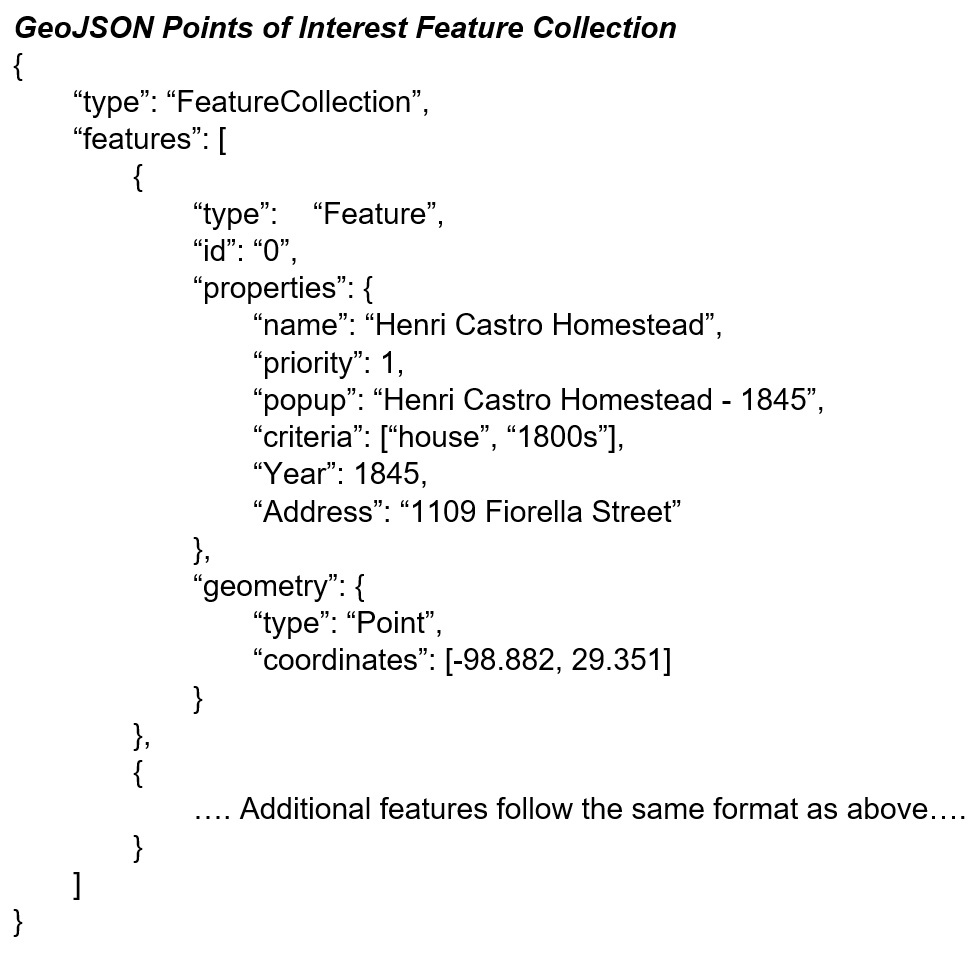 GeoJSON Points of Interest Feature Collection
{
“type”: “FeatureCollection”,
“features”: [
{
“type”: “Feature”,
“id”: “0”,
“properties”: {
“name”: “Henri Castro Homestead”,
“priority”: 1,
“popup”: “Henri Castro Homestead - 1845”,
“criteria”: [“house”, “1800s”],
“Year”: 1845,
“Address”: “1109 Fiorella Street”
},
“geometry”: {
“type”: “Point”,
“coordinates”: [-98.882, 29.351]
}
},
{
…. Additional features follow the same format as above….
}
]
}